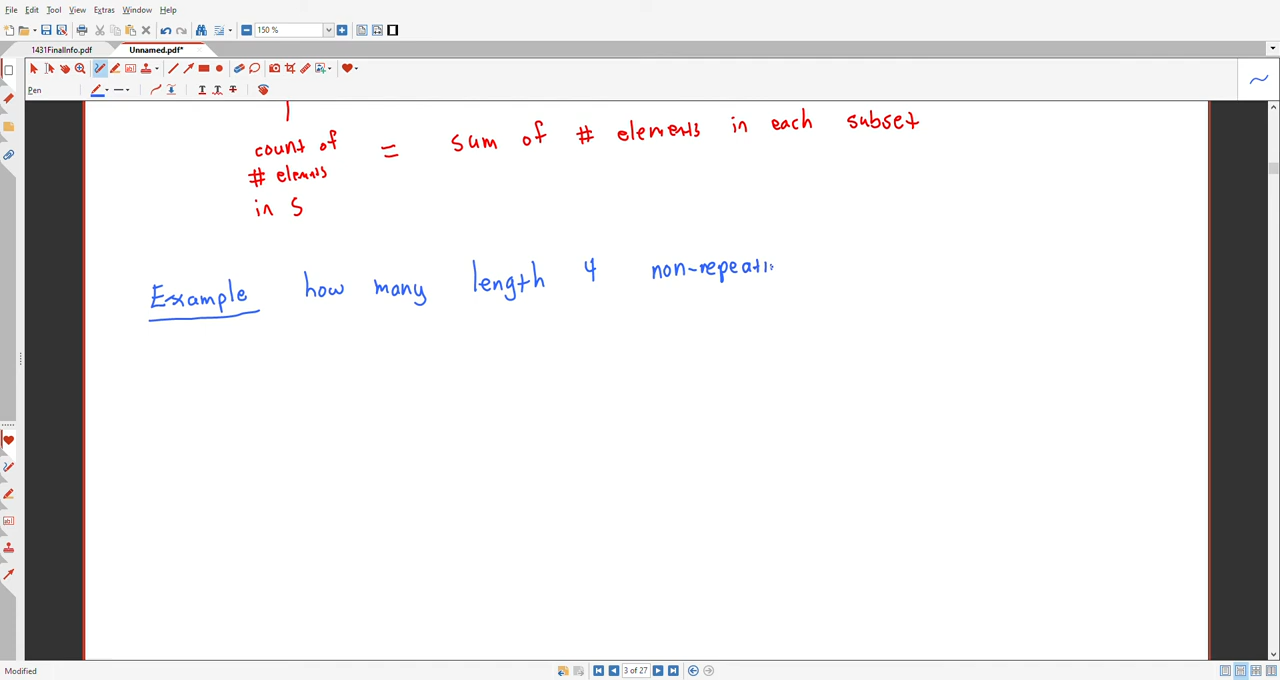 File Edit Tool View Extras Window Help
150 %
1431FinalInfo.pdf Unnamed.pdf*
Pen
count of = sum of # elements in each subset
# elements
in S
Example how many length 4 non-repeati
3 of 27
Modified